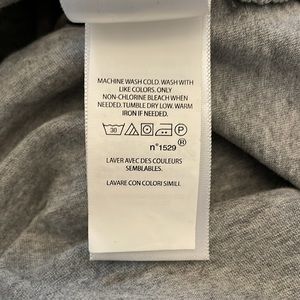 MACHINE WASH COLD. WASH WITH
LIKE COLORS. ONLY
NON-CHLORINE BLEACH WHEN
NEEDED. TUMBLE DRY LOW. WARM
IRON IF NEEDED.
30 P
n°1529 ®
LAVER AVEC DES COULEURS
SEMBLABLES.
LAVARE CON COLORI SIMILI.